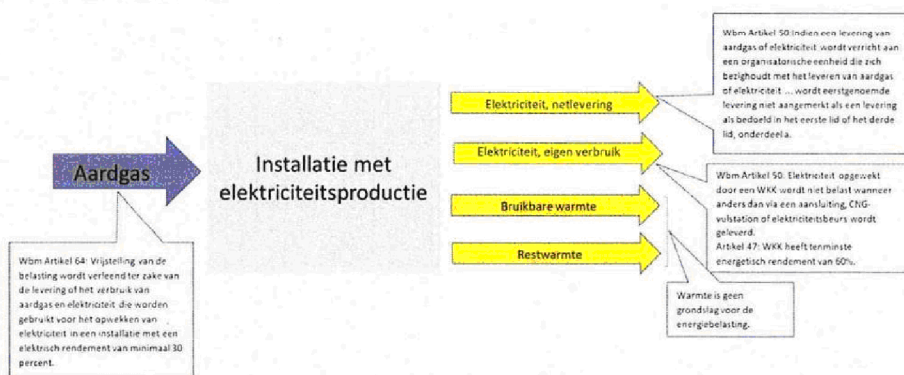 Wbm Artikel 50: Indien een levering van
aardgas of elektriciteit wordt verricht aan
een organisatorische eenheid die zich
bezighoudt met het leveren van aardgas
of elektriciteit ... wordt eerstgenoemde
levering niet aangemerkt als een levering
als bedoeld in het eerste lid of het derde
lid, onderdeel a.
Elektriciteit, netlevering
Elektriciteit, eigen verbruik
Aardgas
Installatie met
elektriciteitsproductie
Bruikbare warmte
Restwarmte
Wbm Artikel 50: Elektriciteit opgewekt
door een WKK wordt niet belast wanneer
anders dan via een aansluiting, CNG-
vulstation of elektriciteitsbeurs wordt
geleverd.
Artikel 47: WKK heeft tenminste
energetisch rendement van 60%.
Wbm Artikel 64: Vrijstelling van de
belasting wordt verleend ter zake van
de levering of het verbruik van
aardgas en elektriciteit die worden
gebruikt voor het opwekken van
elektriciteit in een installatie met een
elektrisch rendement van minimaal 30
percent.
Warmte is geen
grondslag voor de
energiebelasting.